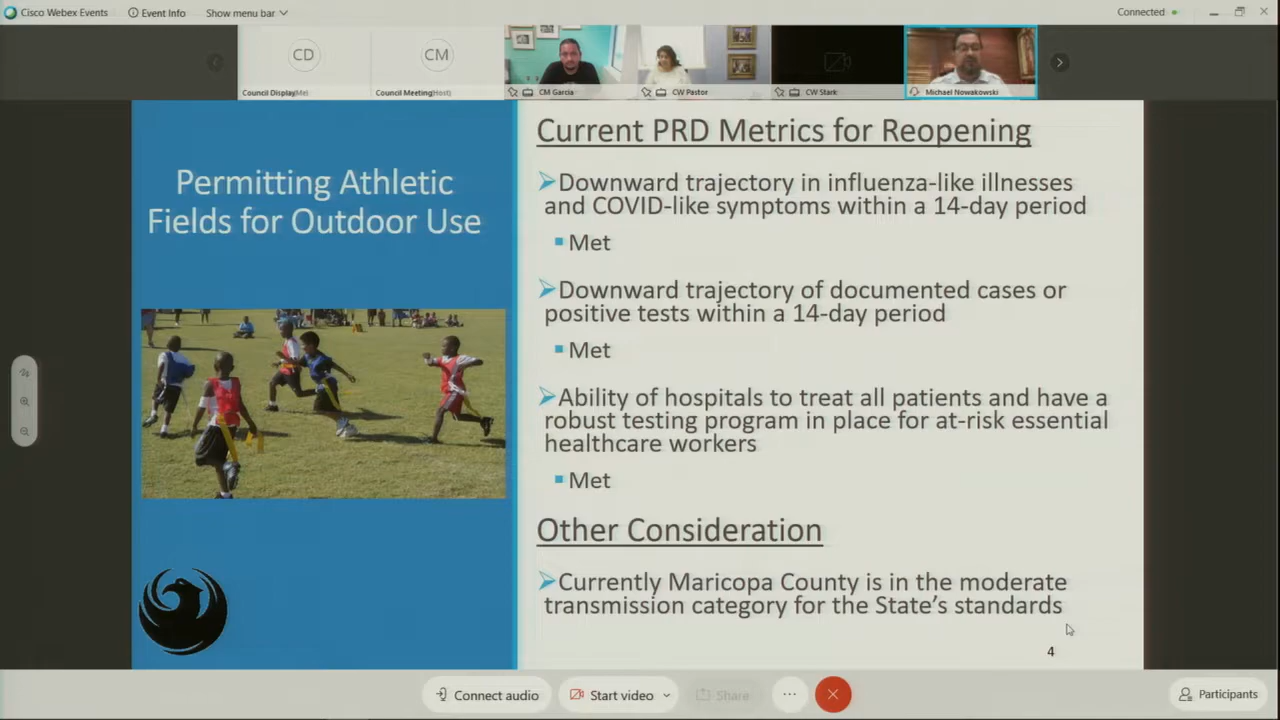 Cisco Webex Events
Event Info
Show menu bar
Connected
CD
CM
Council Display(Me)
Council Meeting(Host)
CM Garcia
CW Pastor
CW Stark
Michael Nowakowski
Permitting Athletic
Fields for Outdoor Use
Current PRD Metrics for Reopening
Downward trajectory in influenza-like illnesses
and COVID-like symptoms within a 14-day period
Met
Downward trajectory of documented cases or
positive tests within a 14-day period
Met
Ability of hospitals to treat all patients and have a
robust testing program in place for at-risk essential
healthcare workers
Met
Other Consideration
Currently Maricopa County is in the moderate
transmission category for the State's standards
4
Connect audio
Start video
Share
Participants